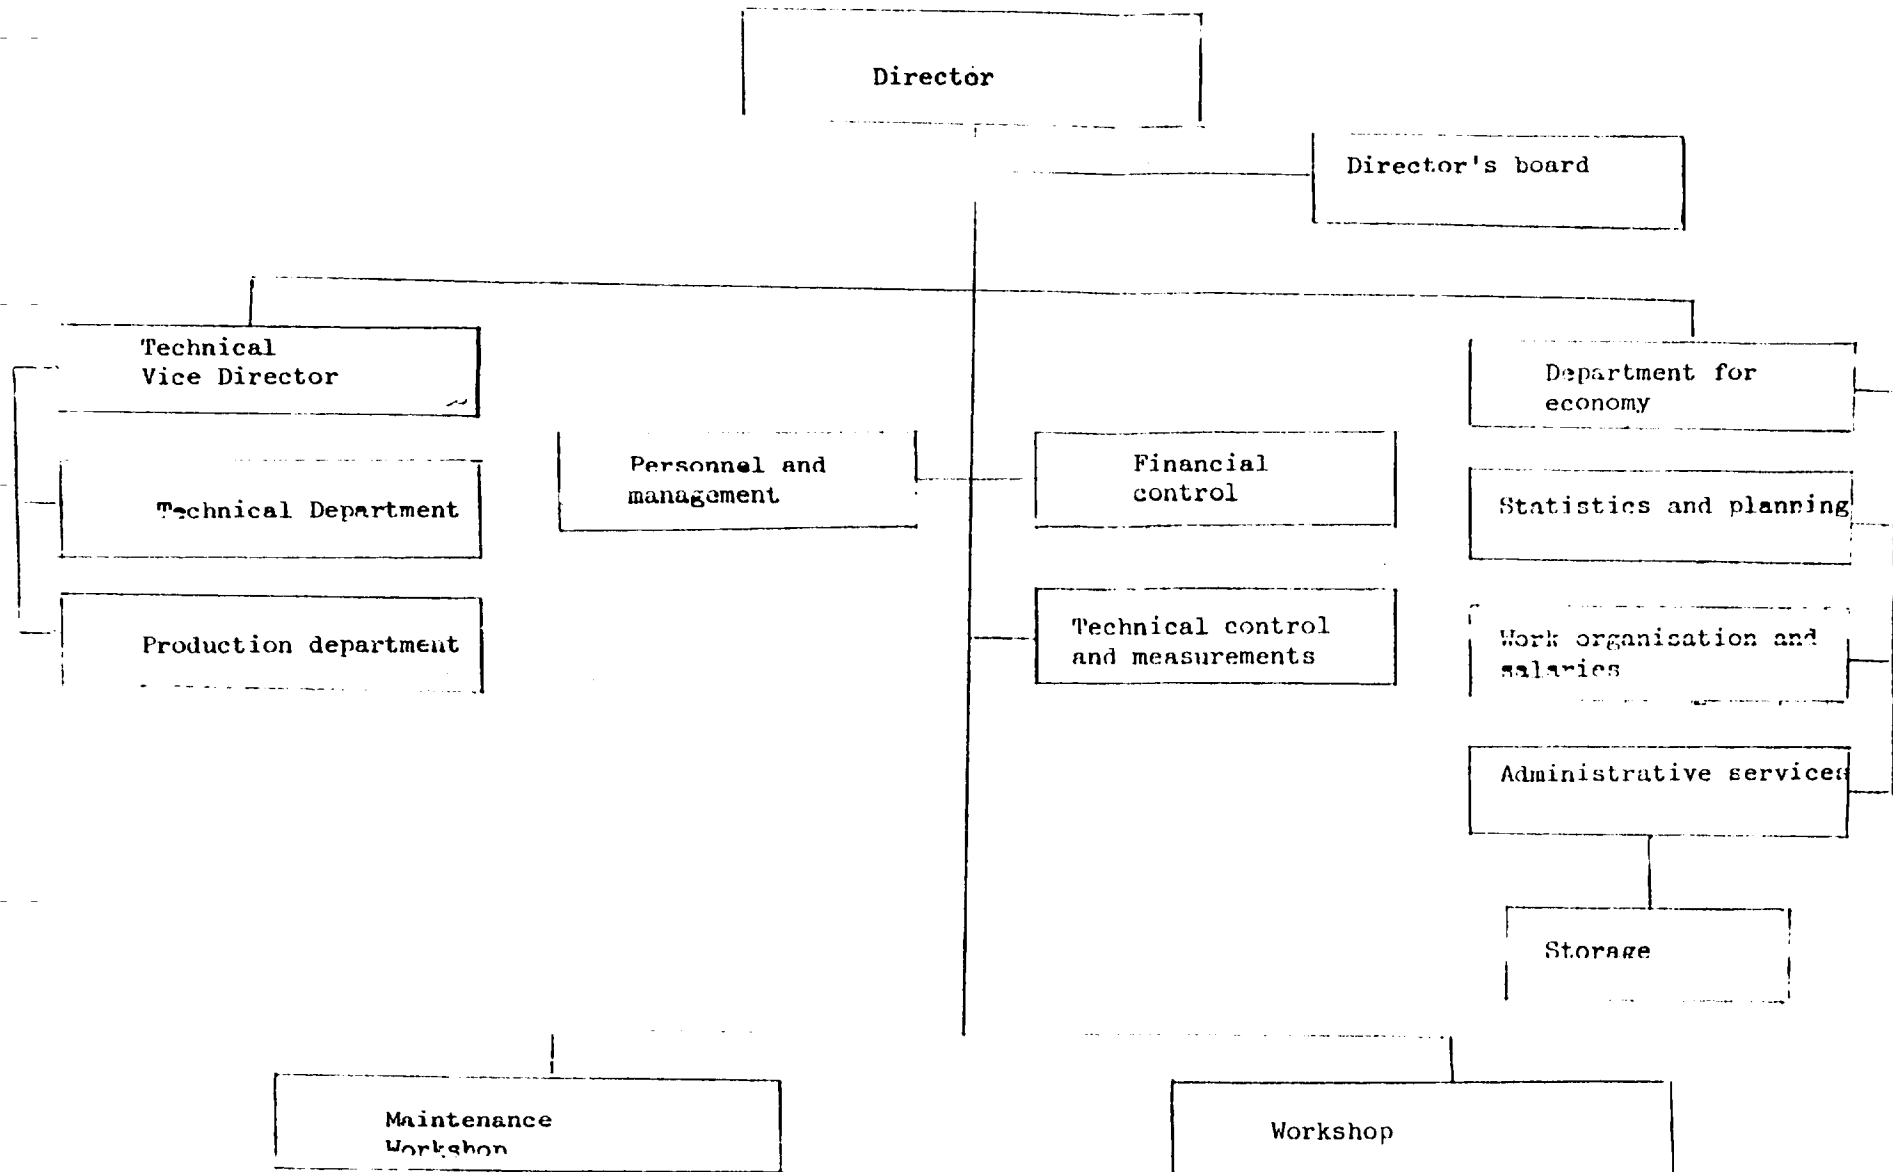 Director
Director's board
Technical
Vice Director
Department for
economy
Personnel and
management
Financial
control
Technical Department
Statistics and planning
Production department
Technical control
and measurements
Work organisation and
salaries
Administrative services
Storage
Maintenance
Workshop
Workshop